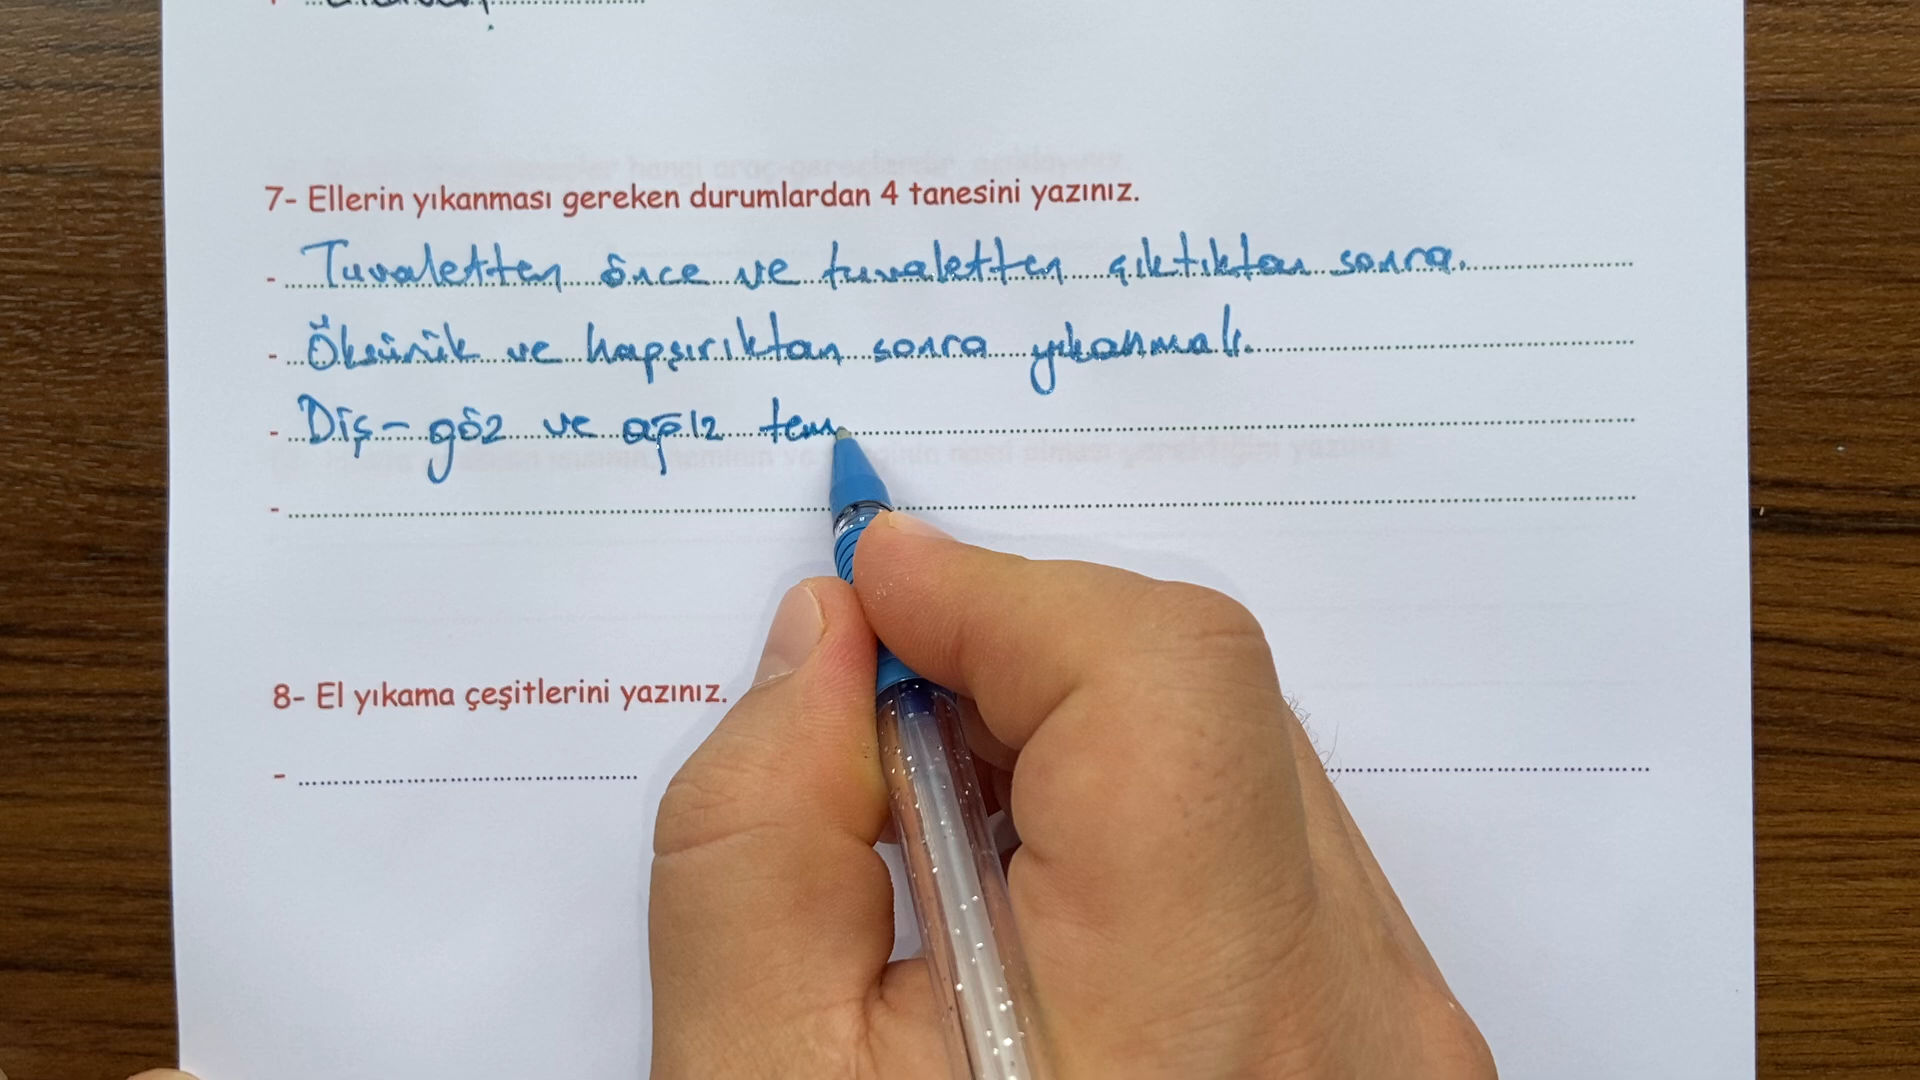 7- Ellerin yıkanması gereken durumlardan 4 tanesini yazınız.
- Tuvaletten önce ve tuvaletten çıktıktan sonra.
- Öksürük ve hapşırıktan sonra yıkanmalı.
- Diş-göz ve ağız tem
-
8- El yıkama çeşitlerini yazınız.
-